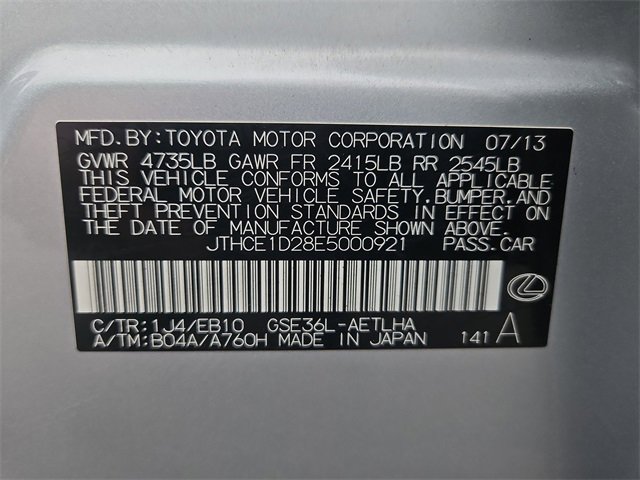 MFD.BY:TOYOTA MOTOR CORPORATION 07/13
GVWR 4735LB GAWR FR 2415LB RR 2545LB
THIS VEHICLE CONFORMS TO ALL APPLICABLE
FEDERAL MOTOR VEHICLE SAFETY,BUMPER,AND
THEFT PREVENTION STANDARDS IN EFFECT ON
THE DATE OF MANUFACTURE SHOWN ABOVE.
JTHCE1D28E5000921 PASS.CAR
C/TR:1J4/EB10 GSE36L-AETLHA
A/TM:B04A/A760H MADE IN JAPAN 141 A